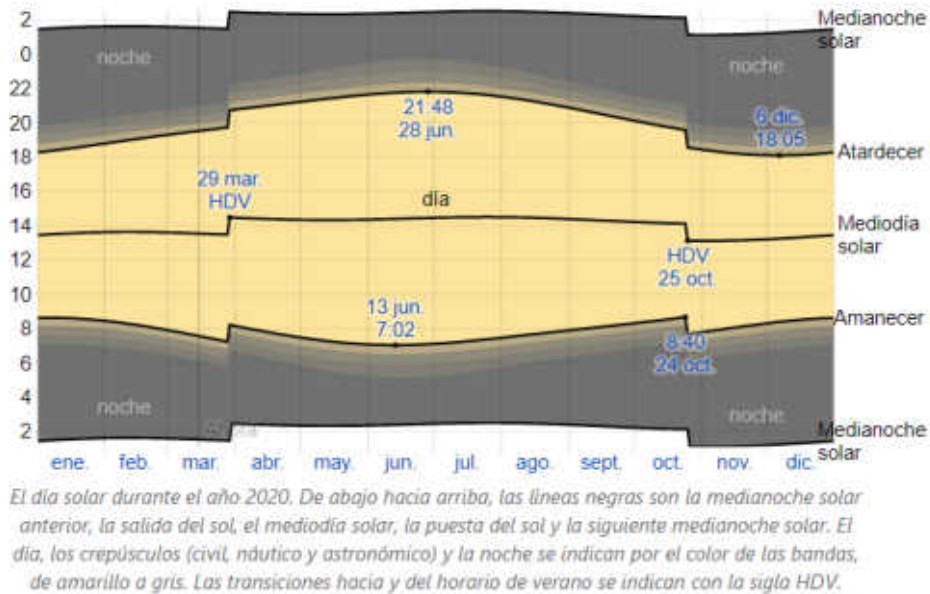 2
0
22
20
18
16
14
12
10
8
6
4
2
noche
noche
Medianoche
solar
21:48
28 jun.
6 dic.
18:05
Atardecer
29 mar.
HDV
día
Mediodía
solar
HDV
25 oct.
13 jun.
7:02
Amanecer
8:40
24 oct.
noche
noche
Medianoche
solar
ene. feb. mar. abr. may. jun. jul. ago. sept. oct. nov. dic.
El día solar durante el año 2020. De abajo hacia arriba, las líneas negras son la medianoche solar
anterior, la salida del sol, el mediodía solar, la puesta del sol y la siguiente medianoche solar. El
día, los crepúsculos (civil, náutico y astronómico) y la noche se indican por el color de las bandas,
de amarillo a gris. Las transiciones hacia y del horario de verano se indican con la sigla HDV.